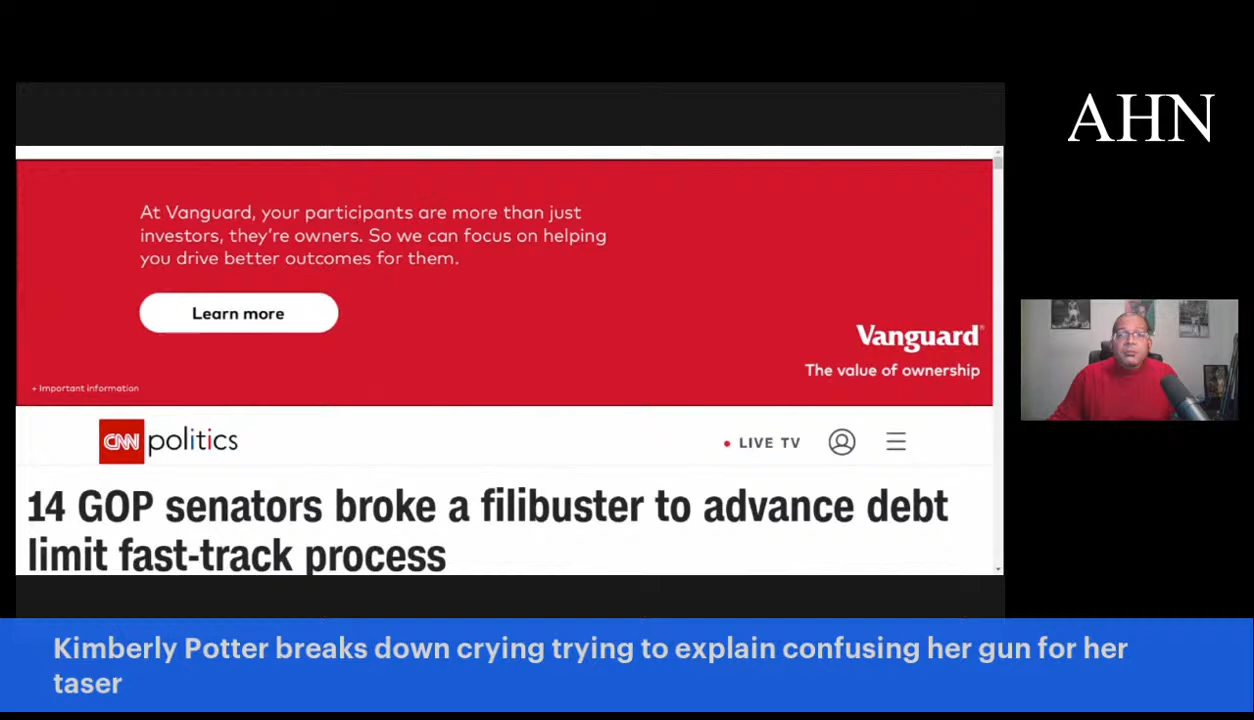 AHN
At Vanguard, your participants are more than just
investors, they're owners. So we can focus on helping
you drive better outcomes for them.
Learn more
Vanguard®
The value of ownership
+ Important information
CNN politics
LIVE TV
14 GOP senators broke a filibuster to advance debt
limit fast-track process
Kimberly Potter breaks down crying trying to explain confusing her gun for her
taser